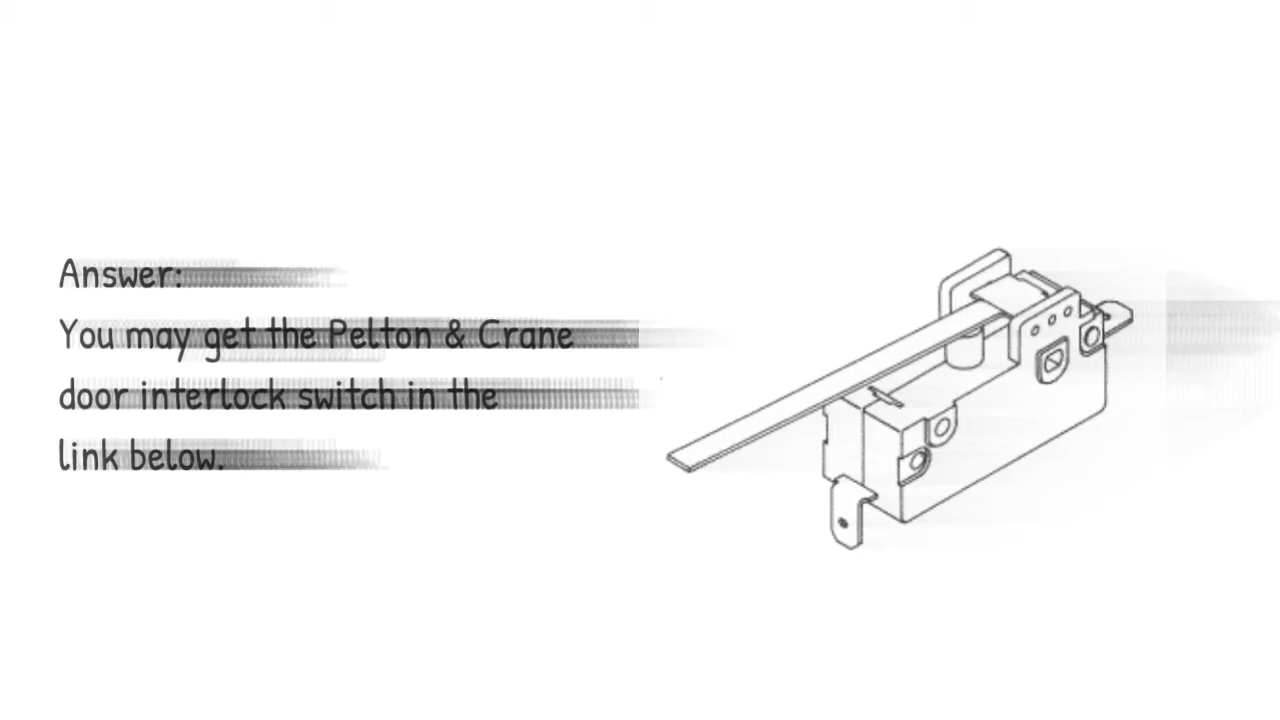 Answer:
You may get the Pelton & Crane
door interlock switch in the
link below.